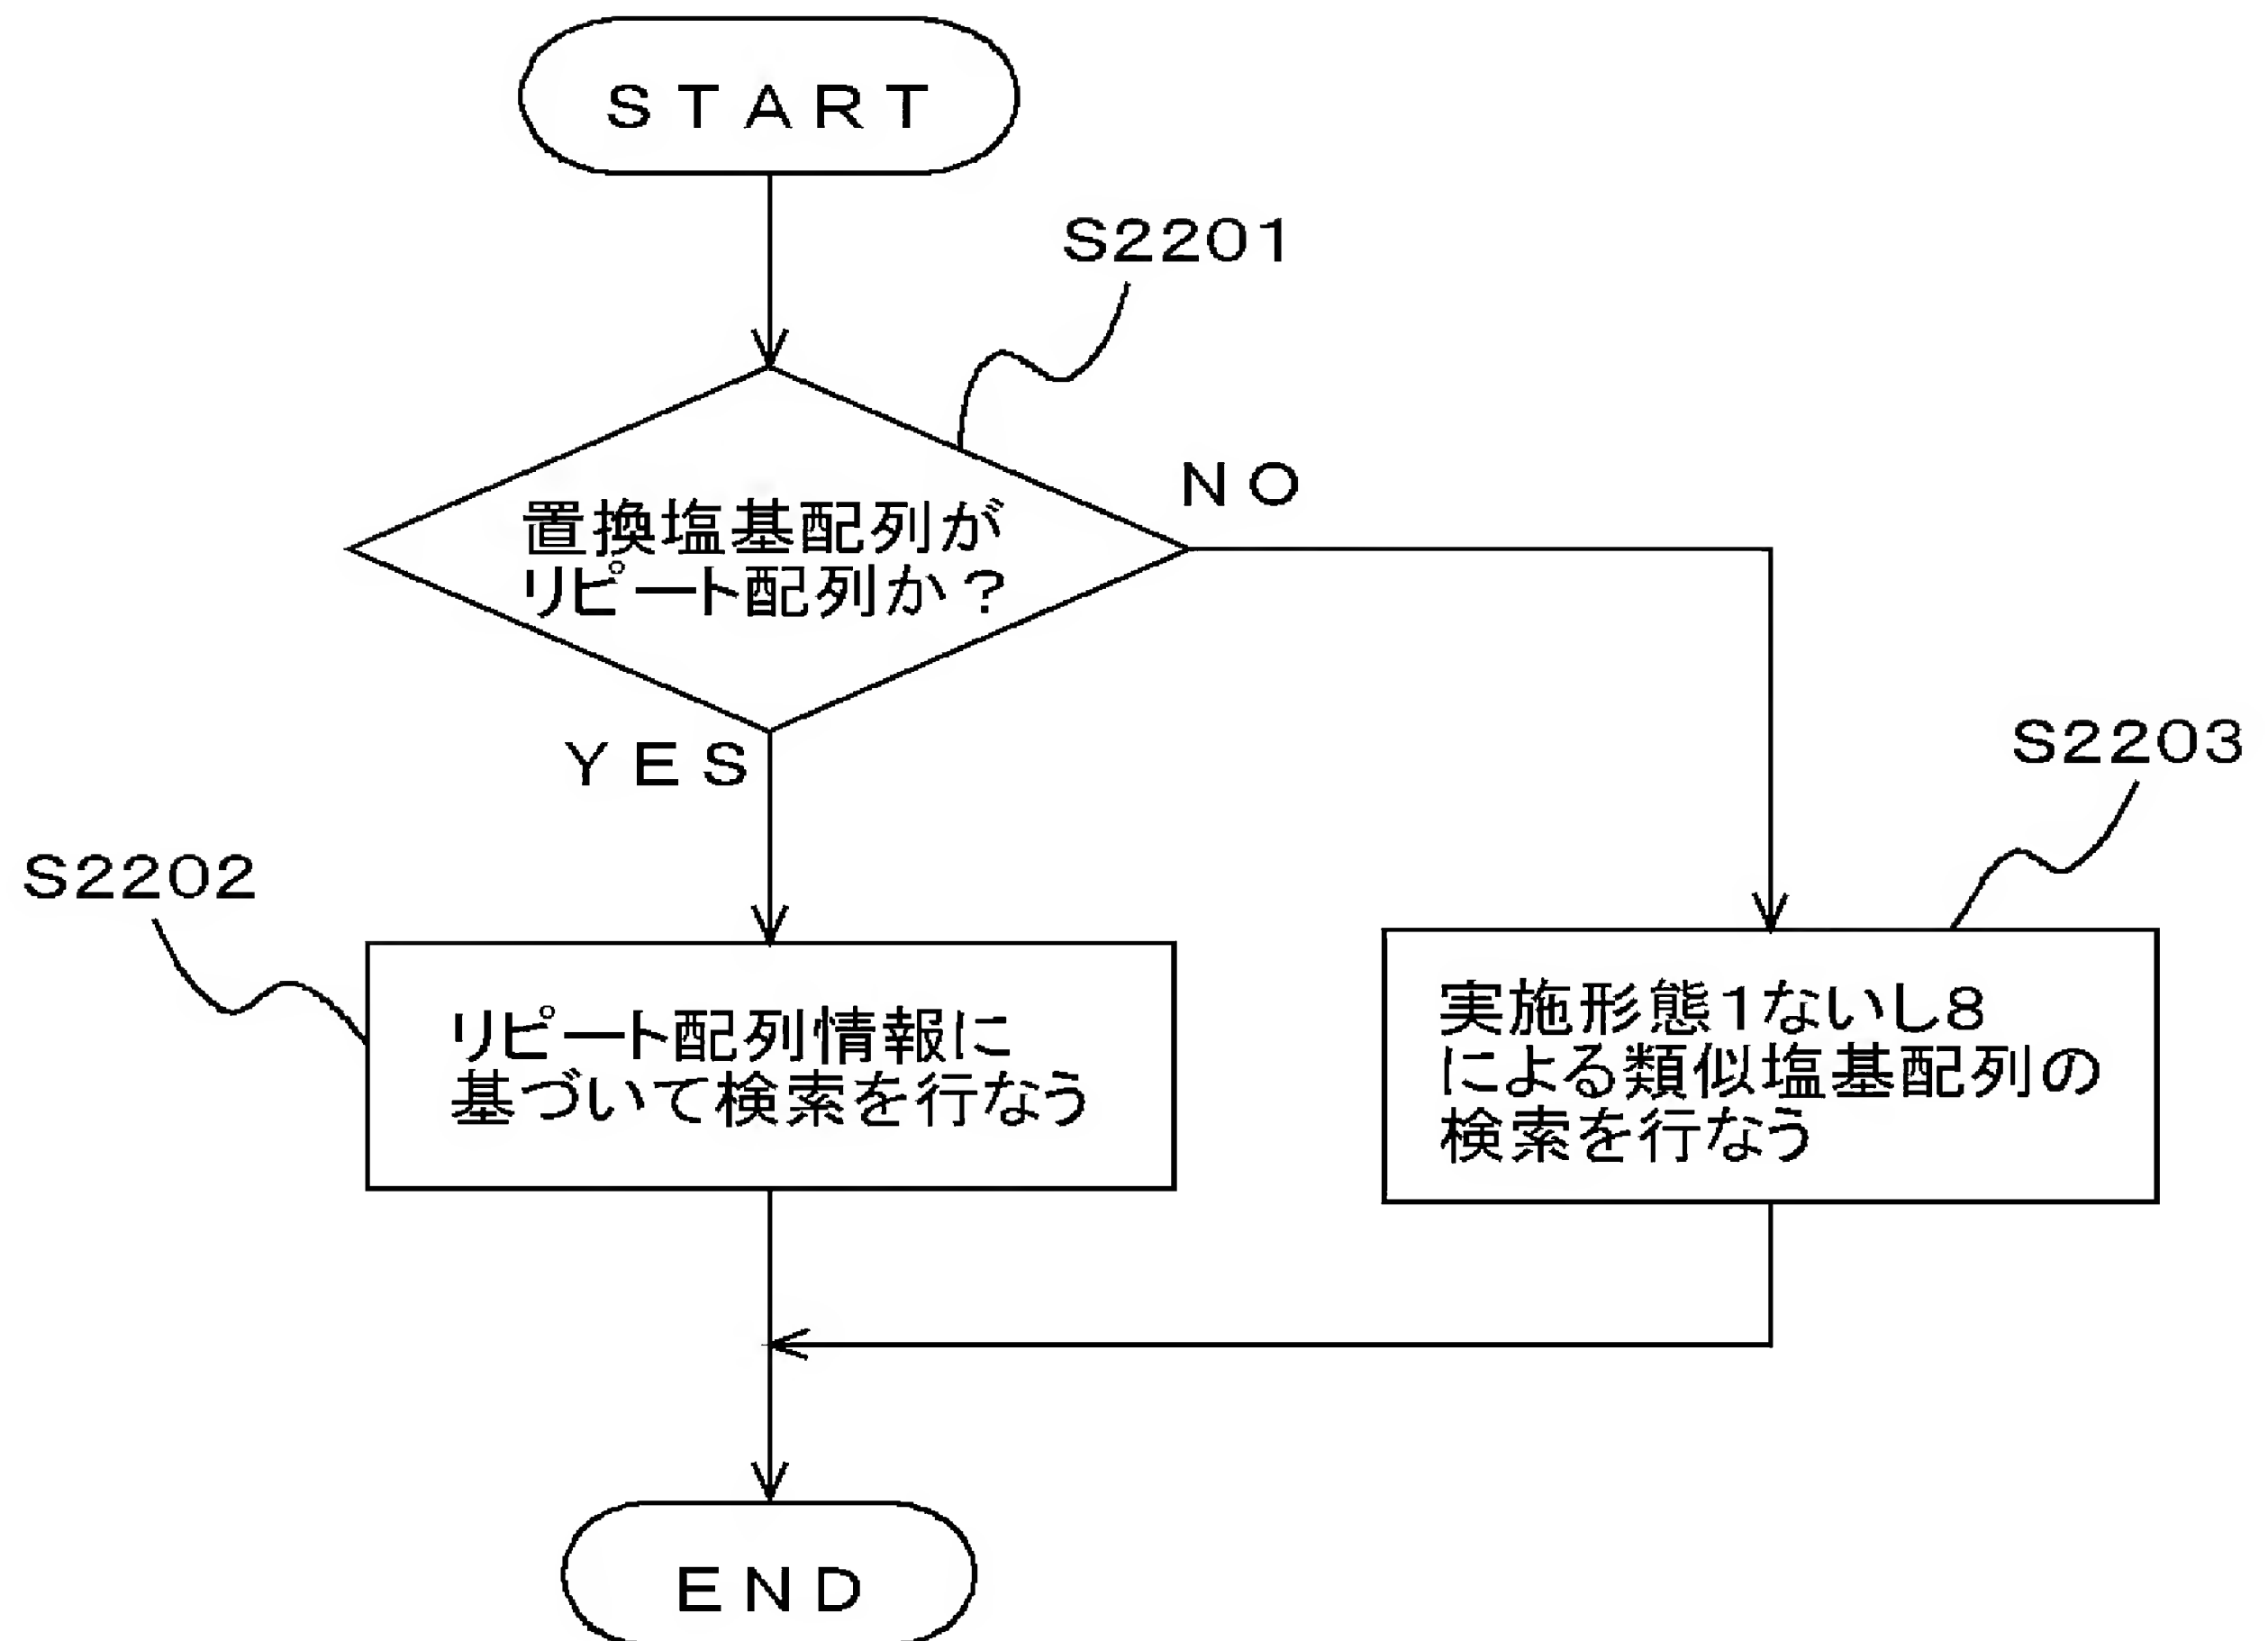 START
S2201
置換塩基配列が
リピート配列か？
NO
YES
S2203
S2202
リピート配列情報に
基づいて検索を行なう
実施形態１ないし８
による類似塩基配列の
検索を行なう
END